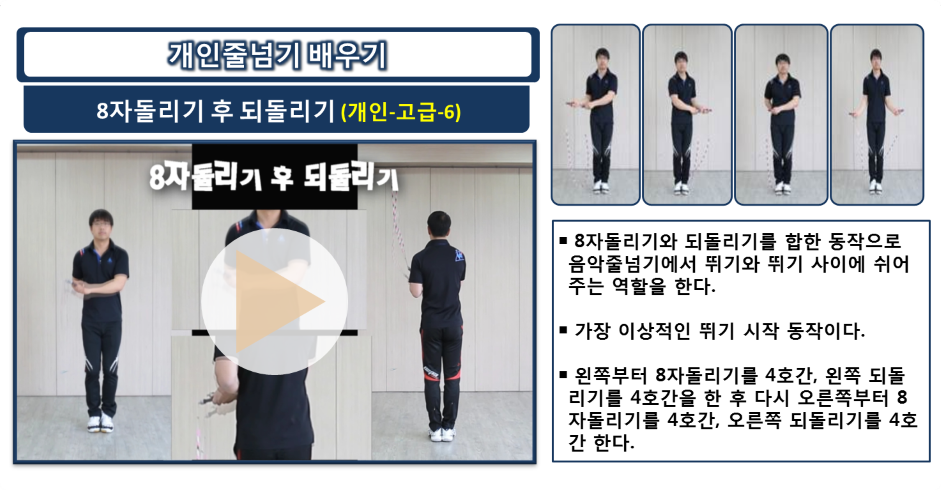 개인줄넘기 배우기
8자돌리기 후 되돌리기 (개인-고급-6)
8자돌리기 후 되돌리기
▪ 8자돌리기와 되돌리기를 합한 동작으로
음악줄넘기에서 뛰기와 뛰기 사이에 쉬어
주는 역할을 한다.
▪ 가장 이상적인 뛰기 시작 동작이다.
▪ 왼쪽부터 8자돌리기를 4호간, 왼쪽 되돌
리기를 4호간을 한 후 다시 오른쪽부터 8
자돌리기를 4호간, 오른쪽 되돌리기를 4호
간 한다.